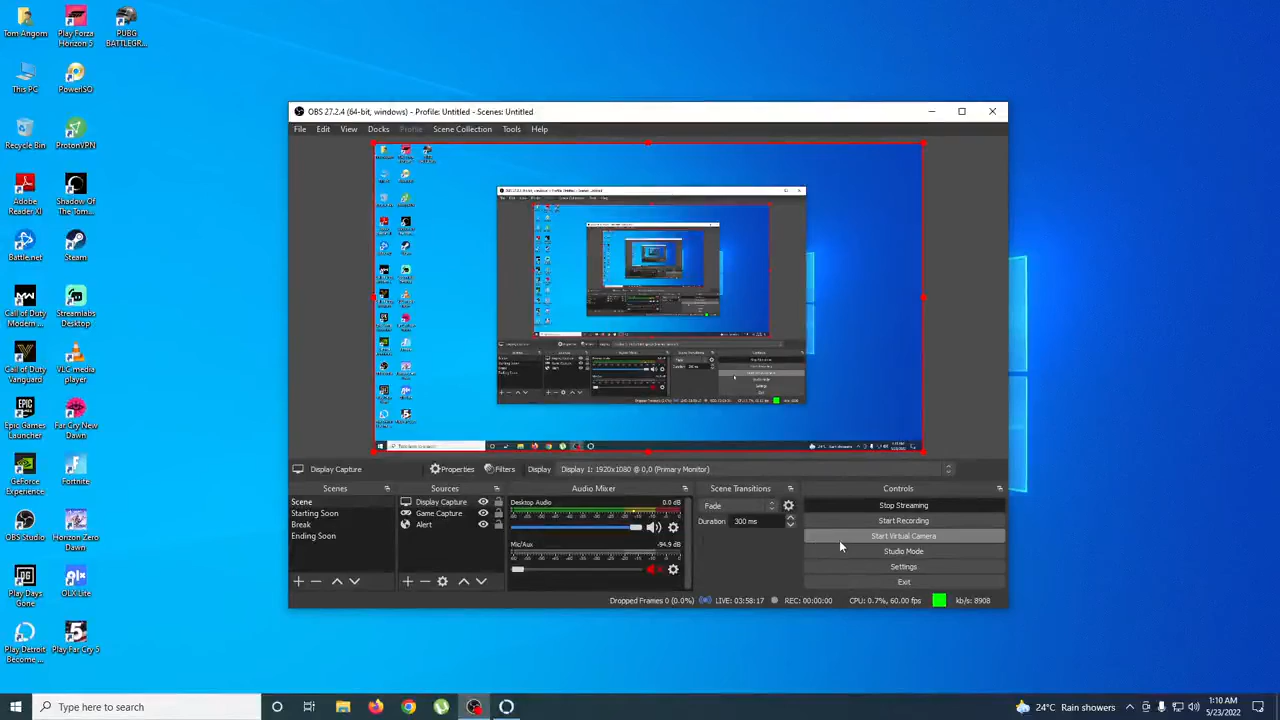 Tom Angom
Play Forza
Horizon 5
PUBG
BATTLEGR...
This PC
PowerISO
Recycle Bin
ProtonVPN
Adobe
Reader XI
Shadow Of
The Tom...
Battle.net
Steam
Call of Duty
Modern ...
Streamlabs
Desktop
Call of Duty
Vanguard
VLC media
player
Epic Games
Launcher
Far Cry New
Dawn
GeForce
Experience
Fortnite
OBS Studio
Horizon Zero
Dawn
Play Days
Gone
OLX Lite
Play Detroit
Become ...
Play Far Cry 5
OBS 27.2.4 (64-bit, windows) - Profile: Untitled - Scenes: Untitled
File Edit View Docks Profile Scene Collection Tools Help
Display Capture Properties Filters Display Display 1: 1920x1080 @ 0,0 (Primary Monitor)
Scenes
Scene
Starting Soon
Break
Ending Soon
Sources
Display Capture
Game Capture
Alert
Audio Mixer
Desktop Audio 0.0 dB
Mic/Aux -94.9 dB
Scene Transitions
Fade
Duration 300 ms
Controls
Stop Streaming
Start Recording
Start Virtual Camera
Studio Mode
Settings
Exit
Dropped Frames 0 (0.0%) LIVE: 03:58:17 REC: 00:00:00 CPU: 0.7%, 60.00 fps kb/s: 8908
Type here to search
24°C Rain showers
1:10 AM
5/23/2022